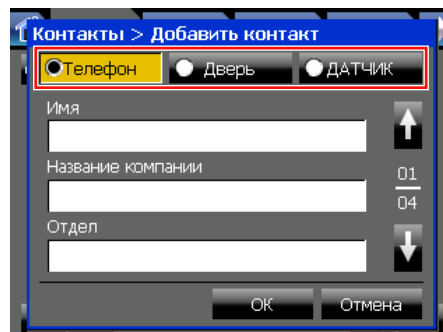 Контакты > Добавить контакт
Телефон Дверь ДАТЧИК
Имя
Название компании
01
04
Отдел
ОК Отмена